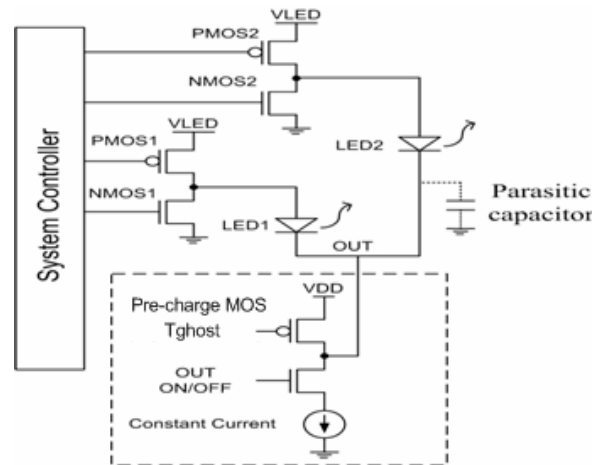 VLED
PMOS2
NMOS2
VLED
PMOS1
NMOS1
LED2
LED1
Parasitic
capacitor
OUT
System Controller
VDD
Pre-charge MOS
Tghost
OUT
ON/OFF
Constant Current